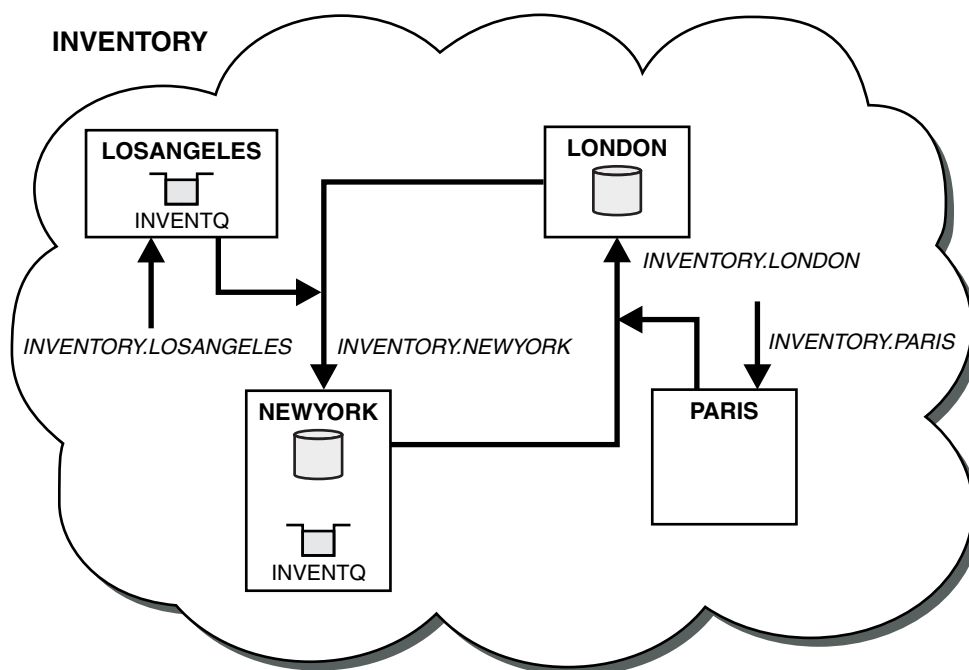 INVENTORY
LOSANGELES
INVENTQ
LONDON
INVENTORY.LONDON
INVENTORY.LOSANGELES
INVENTORY.NEWYORK
INVENTORY.PARIS
NEWYORK
INVENTQ
PARIS